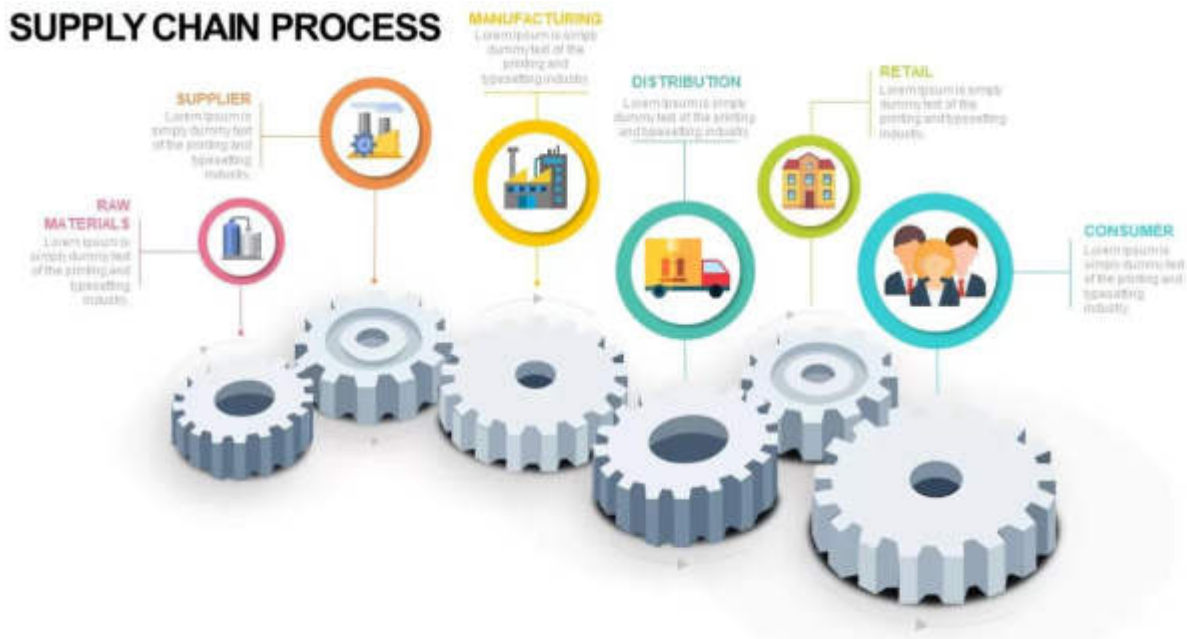 SUPPLY CHAIN PROCESS
RAW
MATERIALS
Lorem Ipsum is
simply dummy text
of the printing and
typesetting
industry.
SUPPLIER
Lorem Ipsum is
simply dummy text
of the printing and
typesetting
industry.
MANUFACTURING
Lorem Ipsum is simply
dummy text of the
printing and
typesetting industry.
DISTRIBUTION
Lorem Ipsum is simply
dummy text of the printing
and typesetting industry.
RETAIL
Lorem Ipsum is simply
dummy text of the
printing and typesetting
industry.
CONSUMER
Lorem Ipsum is
simply dummy text
of the printing and
typesetting
industry.